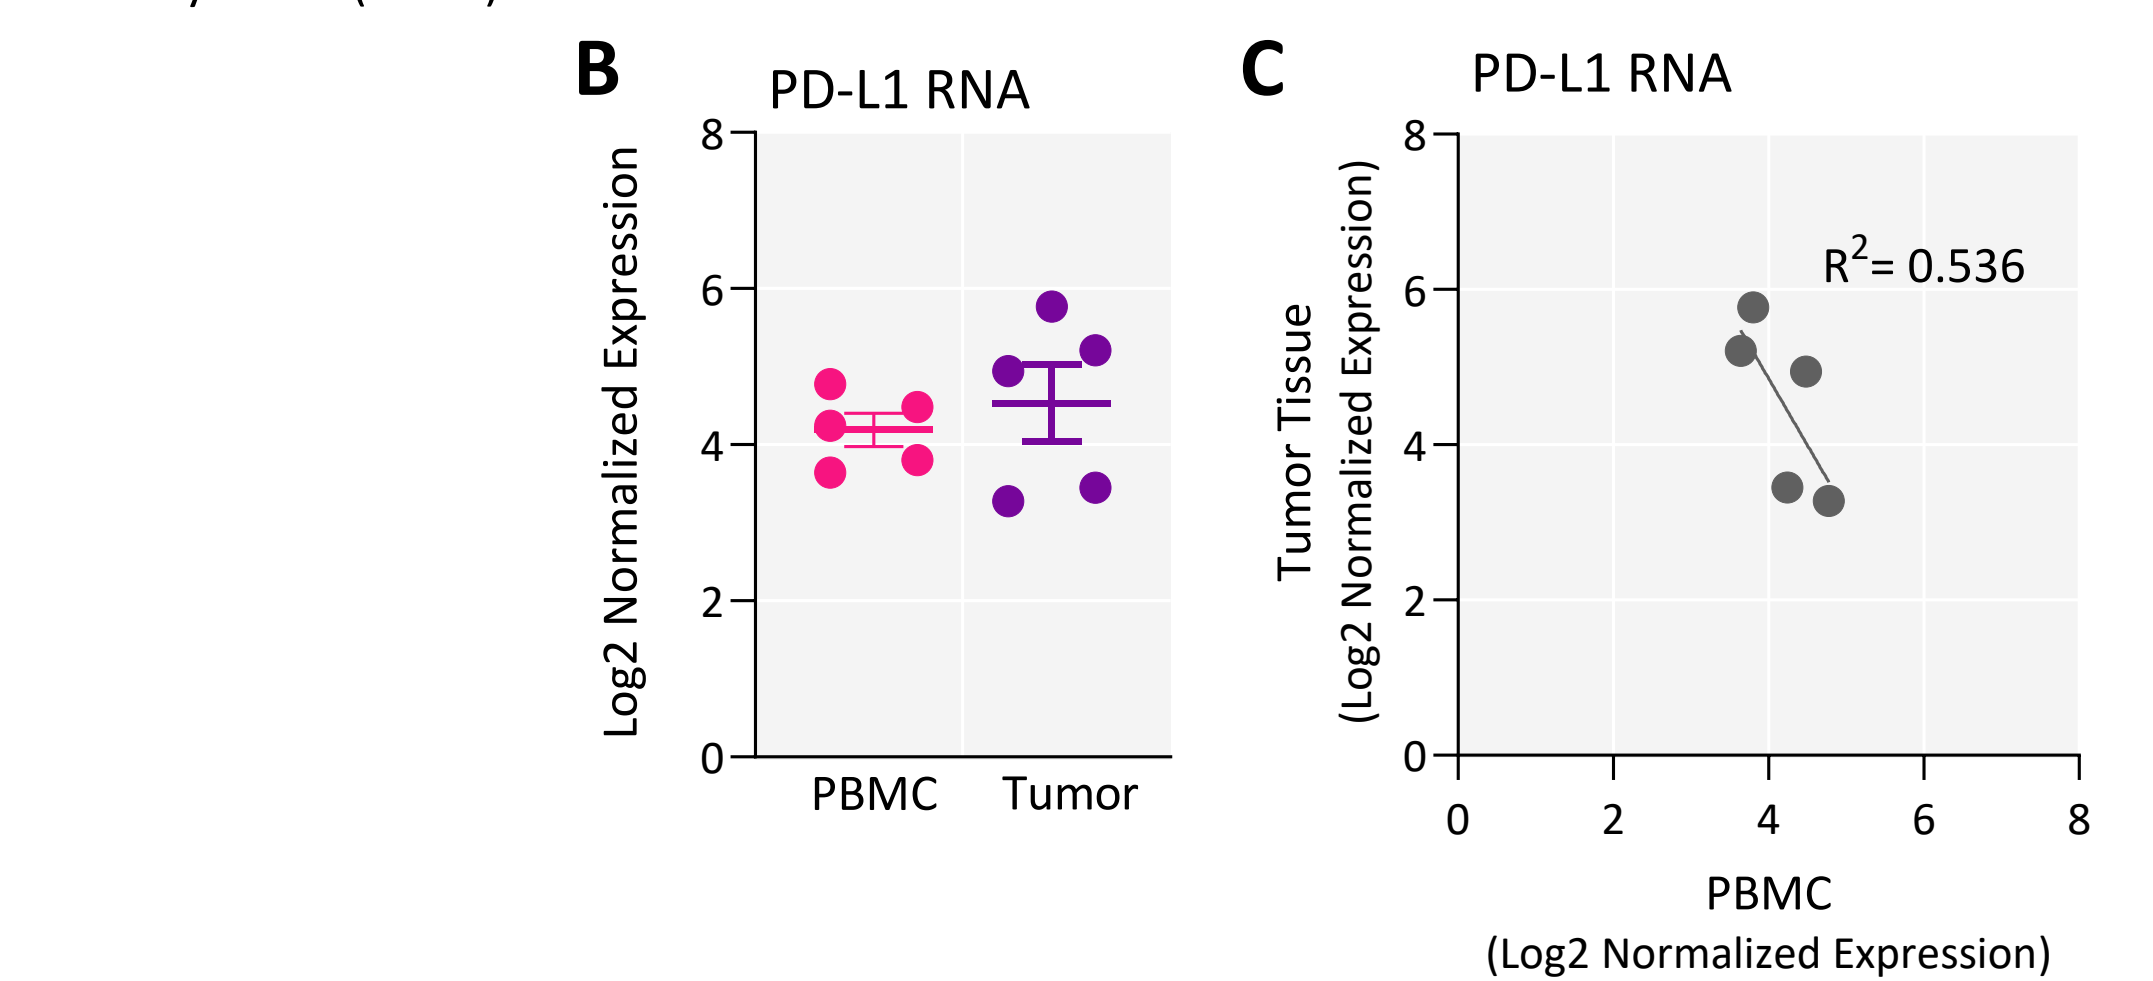 B
PD-L1 RNA
Log2 Normalized Expression
8
6
4
2
0
PBMC Tumor
C
PD-L1 RNA
Tumor Tissue
(Log2 Normalized Expression)
8
6
4
2
0
R²= 0.536
0 2 4 6 8
PBMC
(Log2 Normalized Expression)